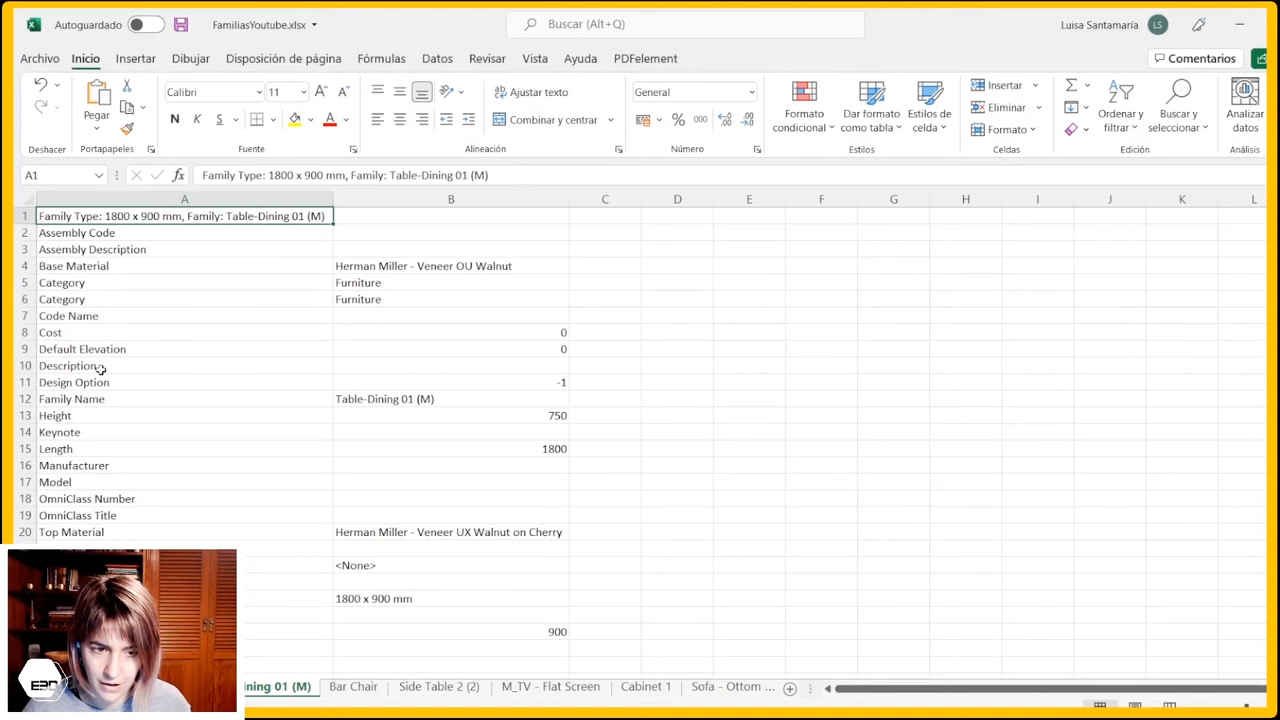 Autoguardado FamiliasYoutube.xlsx Buscar (Alt+Q) Luisa Santamaría LS
Archivo Inicio Insertar Dibujar Disposición de página Fórmulas Datos Revisar Vista Ayuda PDFelement Comentarios
Pegar Calibri 11 N K S A Ajustar texto Combinar y centrar General % 000 Formato condicional Dar formato como tabla Estilos de celda Insertar Eliminar Formato Ordenar y filtrar Buscar y seleccionar Analizar datos
Deshacer Portapapeles Fuente Alineación Número Estilos Celdas Edición Análisis
A1 fx Family Type: 1800 x 900 mm, Family: Table-Dining 01 (M)
A B C D E F G H I J K L
1 Family Type: 1800 x 900 mm, Family: Table-Dining 01 (M)
2 Assembly Code
3 Assembly Description
4 Base Material Herman Miller - Veneer OU Walnut
5 Category Furniture
6 Category Furniture
7 Code Name
8 Cost 0
9 Default Elevation 0
10 Description
11 Design Option -1
12 Family Name Table-Dining 01 (M)
13 Height 750
14 Keynote
15 Length 1800
16 Manufacturer
17 Model
18 OmniClass Number
19 OmniClass Title
20 Top Material Herman Miller - Veneer UX Walnut on Cherry
<None>
1800 x 900 mm
900
ning 01 (M) Bar Chair Side Table 2 (2) M_TV - Flat Screen Cabinet 1 Sofa - Ottom ...
E3D